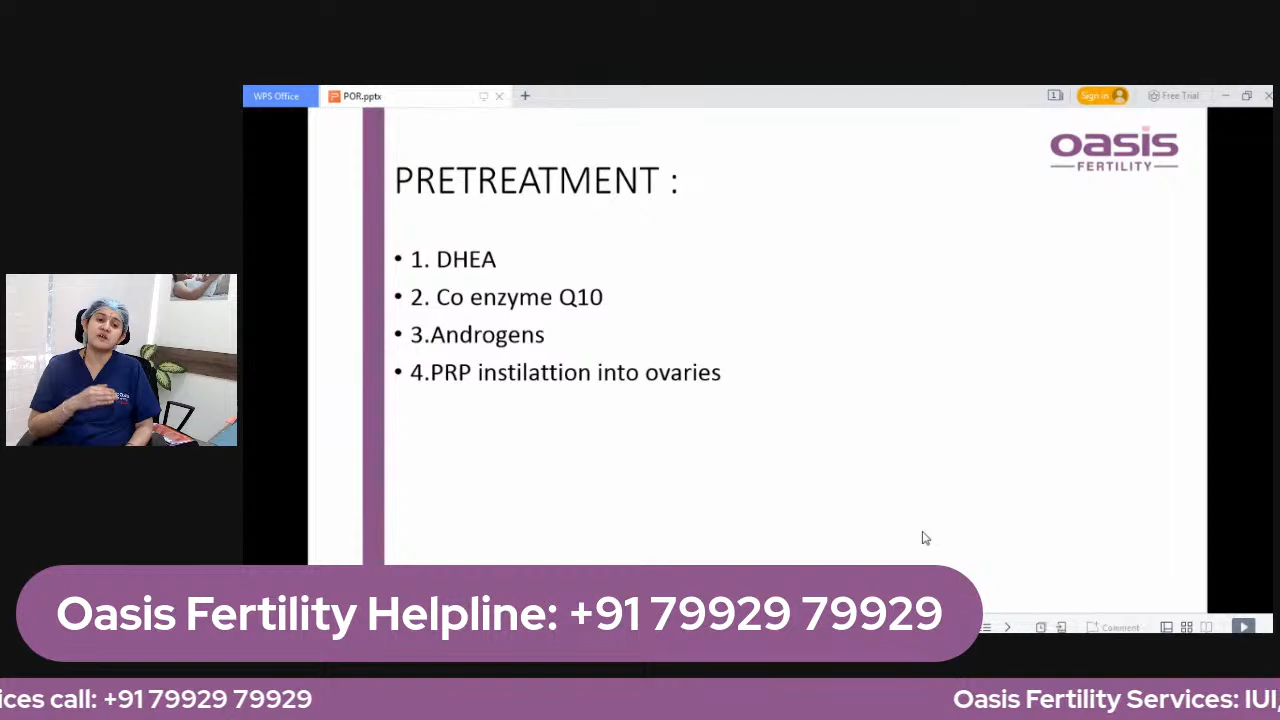 WPS Office
POR.pptx
1
Sign in
Free Trial
oasis
FERTILITY
PRETREATMENT :
• 1. DHEA
• 2. Co enzyme Q10
• 3.Androgens
• 4.PRP instilattion into ovaries
Comment
Oasis Fertility Helpline: +91 79929 79929
ices call: +91 79929 79929
Oasis Fertility Services: IUI,